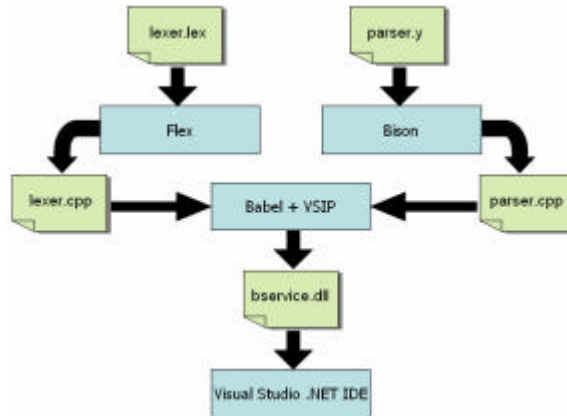 lexer.lex
parser.y
Flex
Bison
lexer.cpp
Babel + VSIP
parser.cpp
bservice.dll
Visual Studio .NET IDE